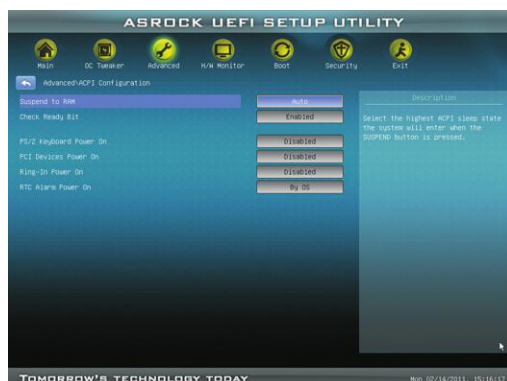 ASROCK UEFI SETUP UTILITY
Main OC Tweaker Advanced H/W Monitor Boot Security Exit
Advanced\ACPI Configuration
Description
Suspend to RAM Auto
Check Ready Bit Enabled
PS/2 Keyboard Power On Disabled
PCI Devices Power On Disabled
Ring-In Power On Disabled
RTC Alarm Power On By OS
Select the highest ACPI sleep state
the system will enter when the
SUSPEND button is pressed.
TOMORROW'S TECHNOLOGY TODAY
Mon 02/14/2011, 15:16:17